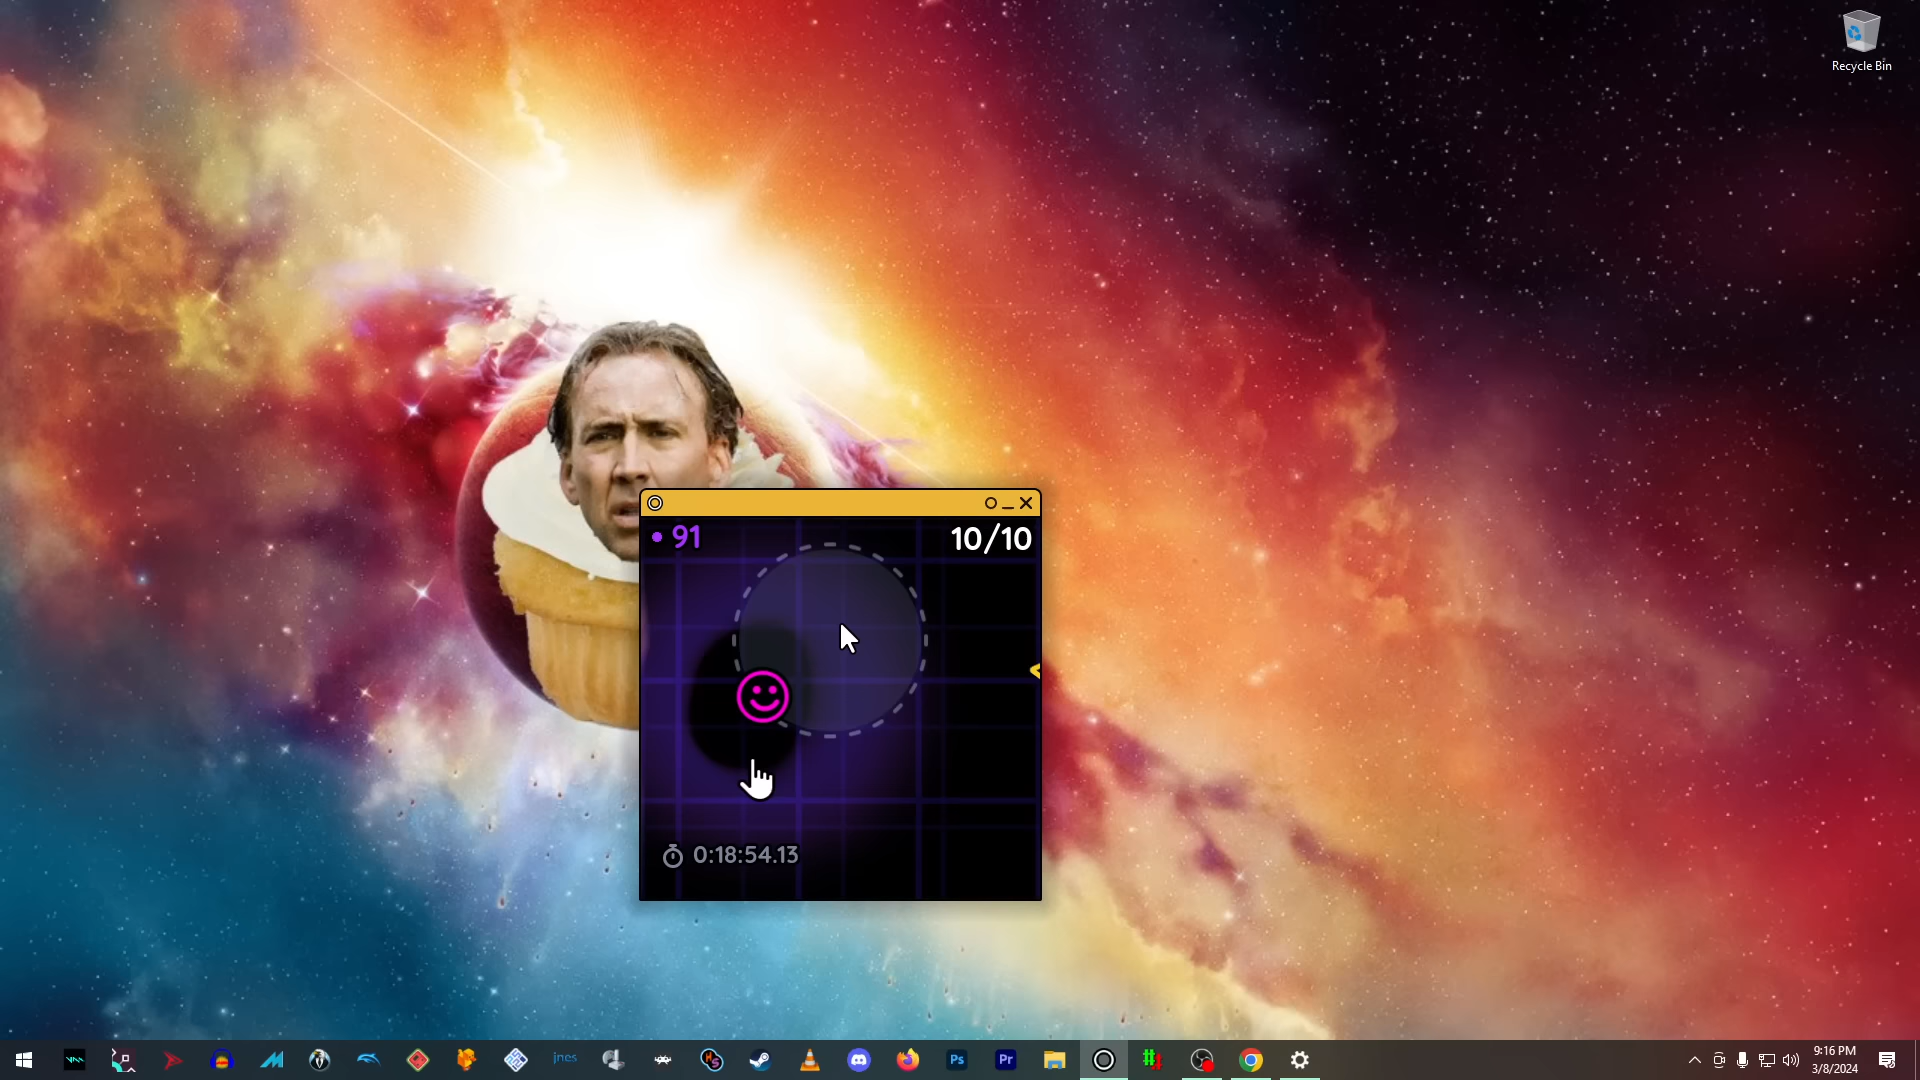 Recycle Bin
91
10/10
0:18:54.13
jnes
Ps
Pr
9:16 PM
3/8/2024